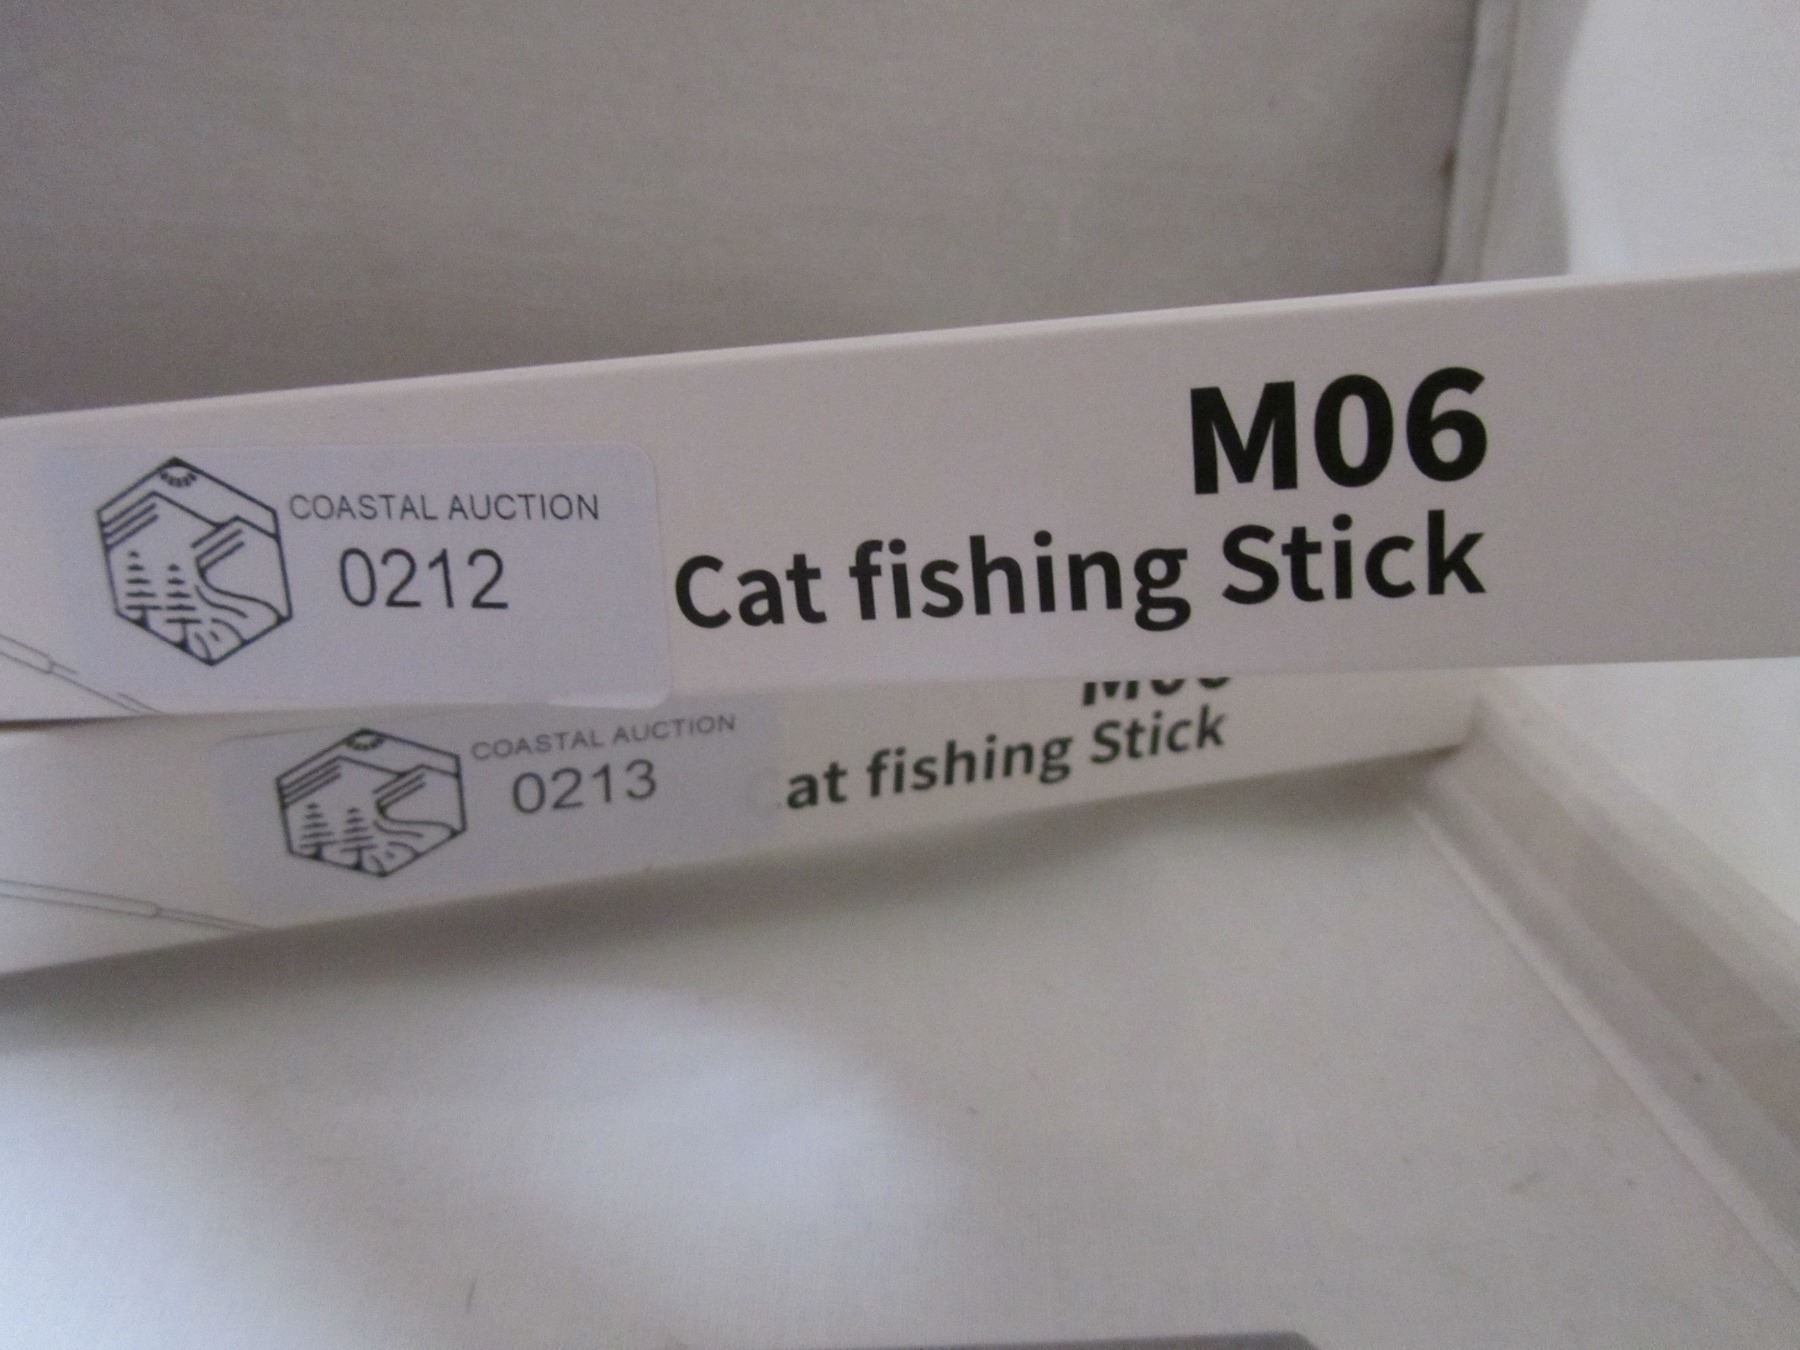 M06
COASTAL AUCTION
0212
Cat fishing Stick
COASTAL AUCTION
0213
at fishing Stick